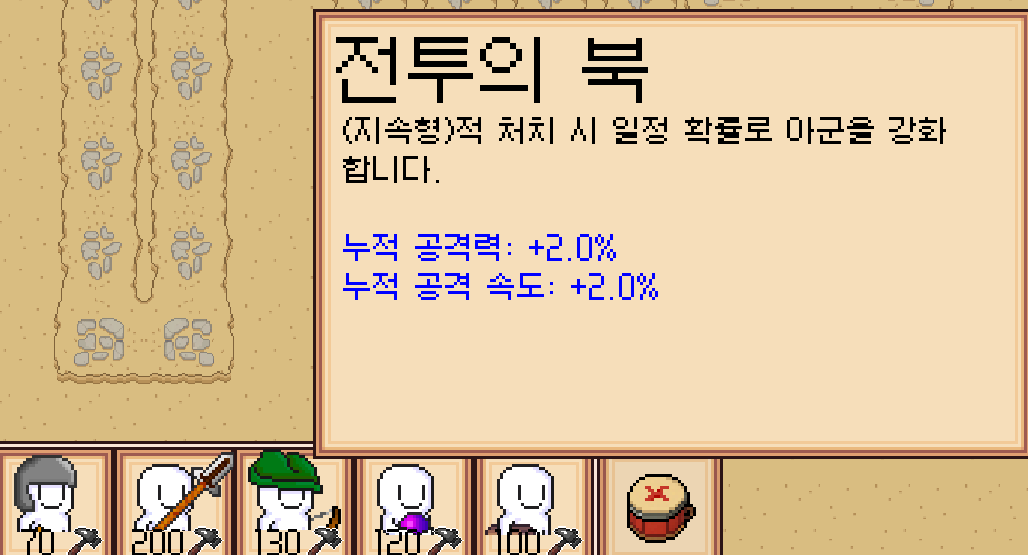 전투의 북
(지속형)적 처치 시 일정 확률로 아군을 강화
합니다.
누적 공격력: +2.0%
누적 공격 속도: +2.0%
70 200 130 120 100